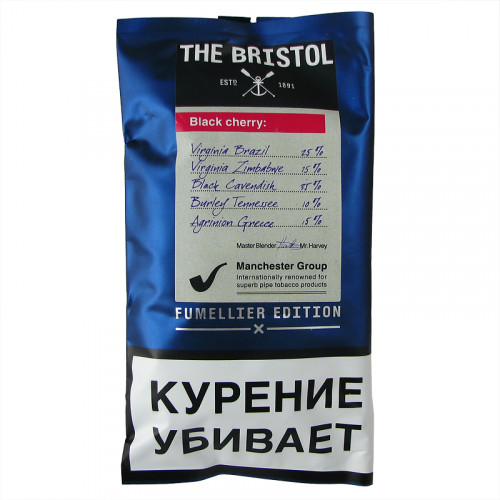 THE BRISTOL
ESTD 1891
Black cherry:
Virginia Brazil 25 %
Virginia Zimbabwe 15 %
Black Cavendish 35 %
Burley Tennessee 10 %
Agrinion Greece 15 %
Master Blender Mr. Harvey
Manchester Group
Internationally renowned for
superb pipe tobacco products
FUMELLIER EDITION
КУРЕНИЕ
УБИВАЕТ